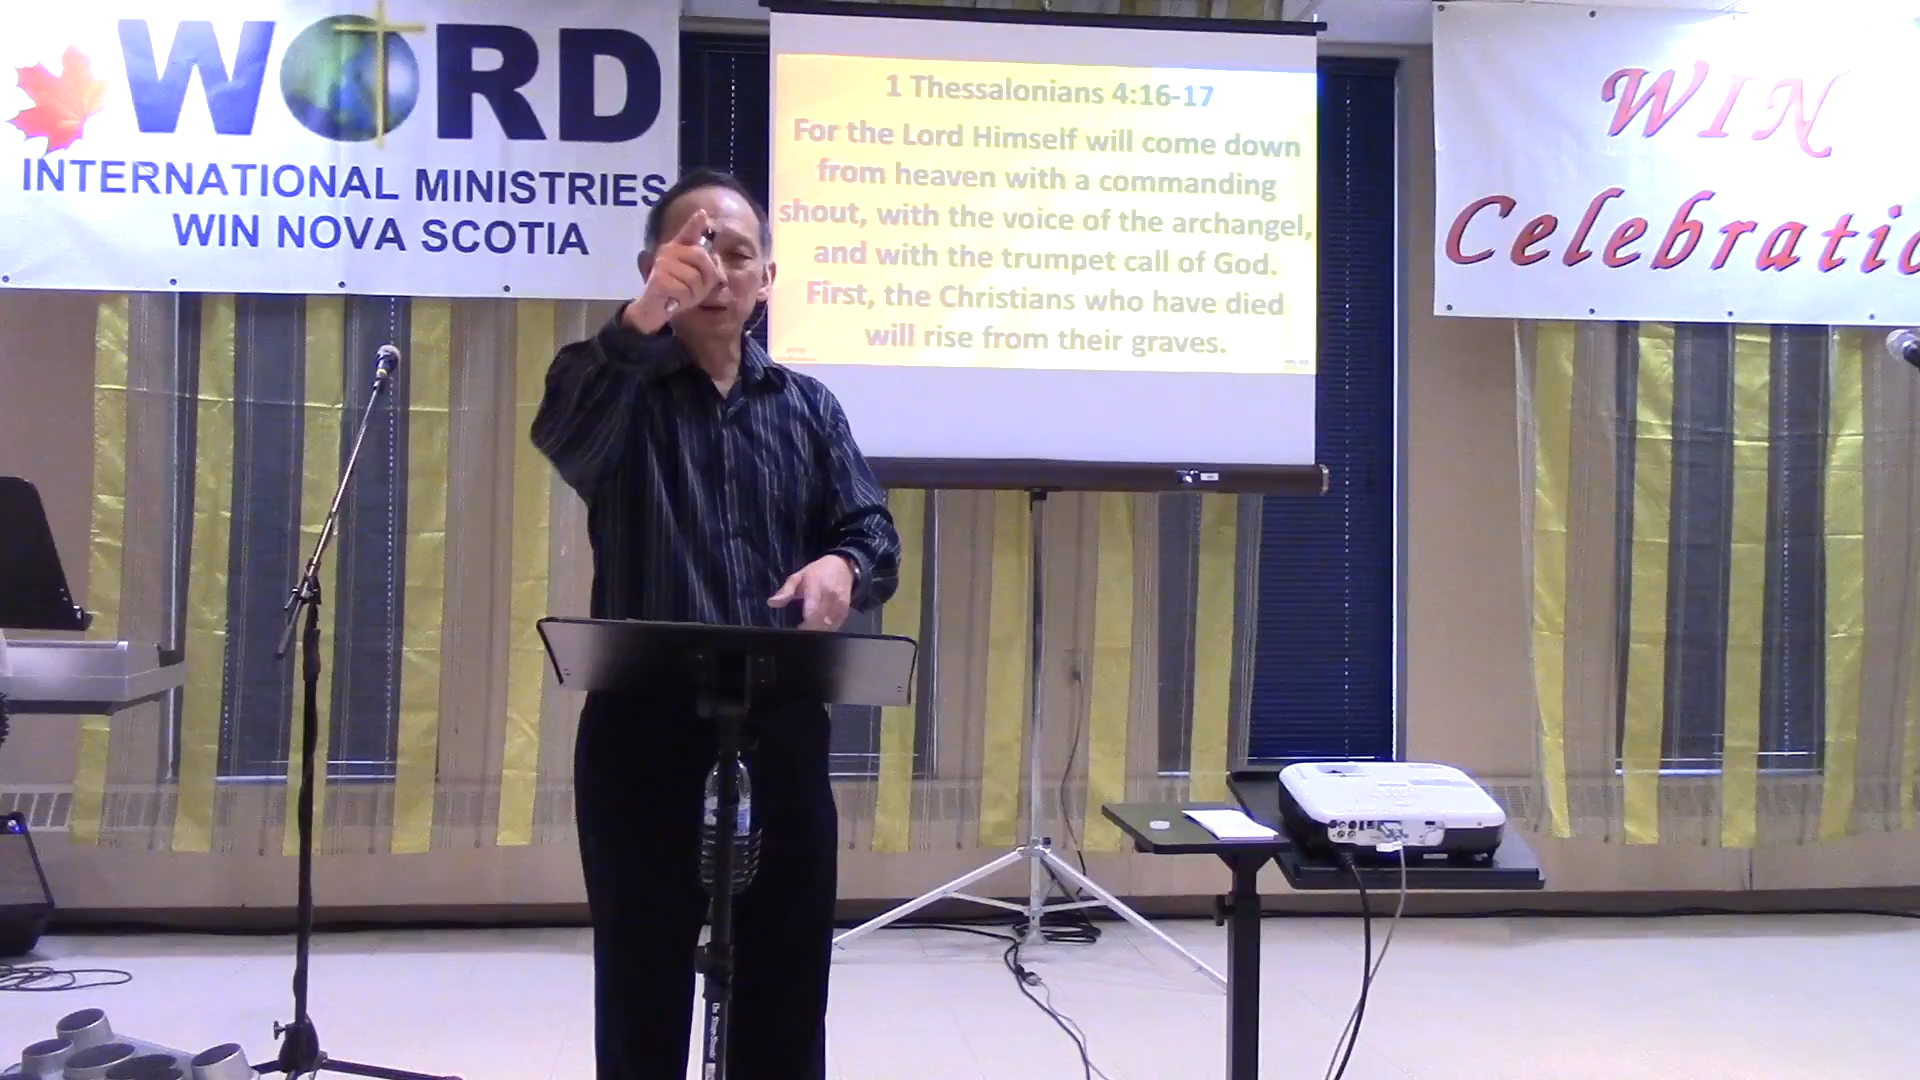 WORD
INTERNATIONAL MINISTRIES
WIN NOVA SCOTIA
1 Thessalonians 4:16-17
For the Lord Himself will come down
from heaven with a commanding
shout, with the voice of the archangel,
and with the trumpet call of God.
First, the Christians who have died
will rise from their graves.
WIN
Celebratio